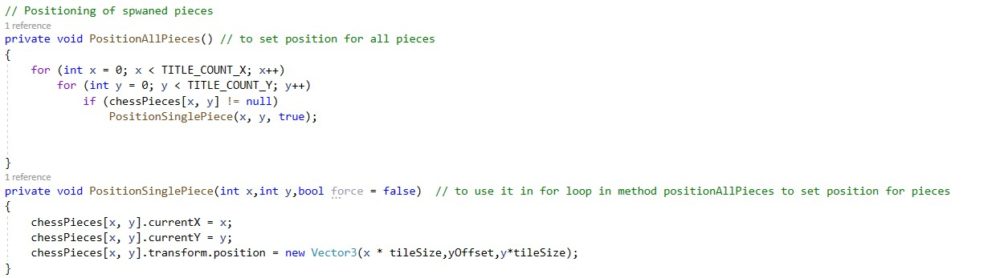 // Positioning of spwaned pieces
1 reference
private void PositionAllPieces() // to set position for all pieces
{
    for (int x = 0; x < TITLE_COUNT_X; x++)
        for (int y = 0; y < TITLE_COUNT_Y; y++)
            if (chessPieces[x, y] != null)
                PositionSinglePiece(x, y, true);
}
1 reference
private void PositionSinglePiece(int x,int y,bool force = false)  // to use it in for loop in method positionAllPieces to set position for pieces
{
    chessPieces[x, y].currentX = x;
    chessPieces[x, y].currentY = y;
    chessPieces[x, y].transform.position = new Vector3(x * tileSize,yOffset,y*tileSize);
}